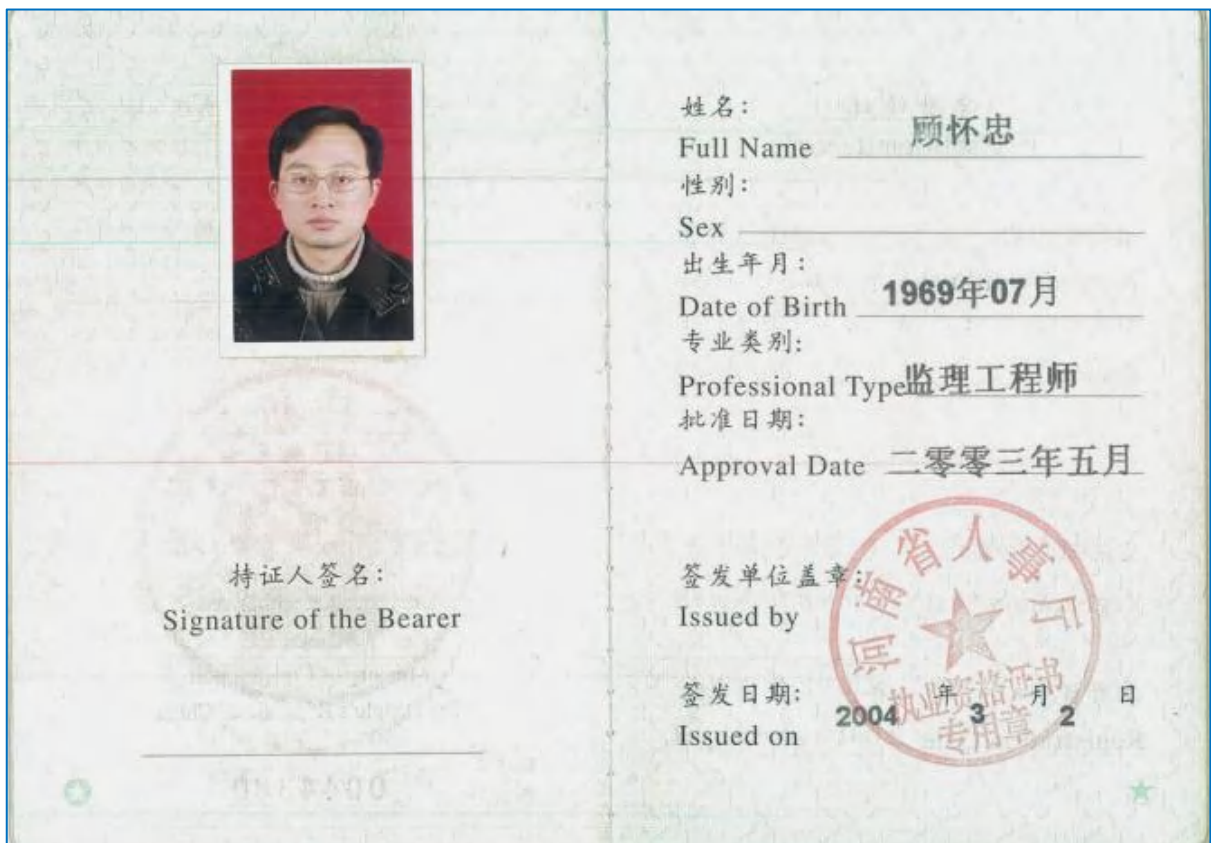 持证人签名:
Signature of the Bearer
姓名:
Full Name 顾怀忠
性别:
Sex
出生年月:
Date of Birth 1969年07月
专业类别:
Professional Type 监理工程师
批准日期:
Approval Date 二零零三年五月
签发单位盖章:
Issued by
河南省人事厅
执业资格证书
专用章
签发日期: 2004 年 3 月 2 日
Issued on